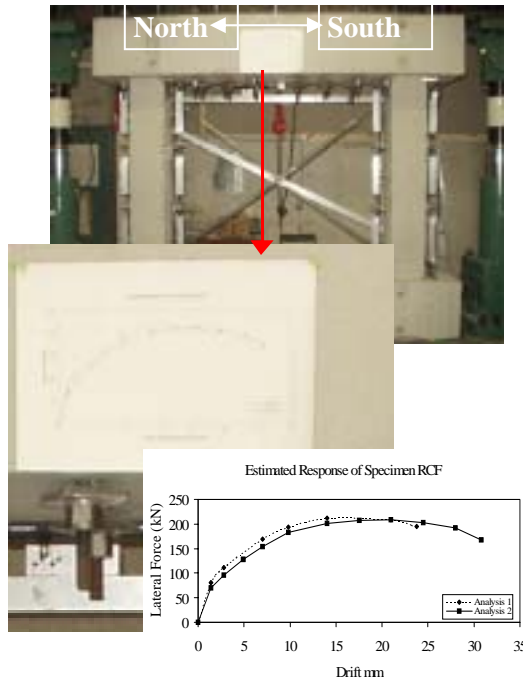 North South
Estimated Response of Specimen RCF
250
200
150
100
50
0
Lateral Force (kN)
Analysis 1
Analysis 2
0 5 10 15 20 25 30 35
Drift mm